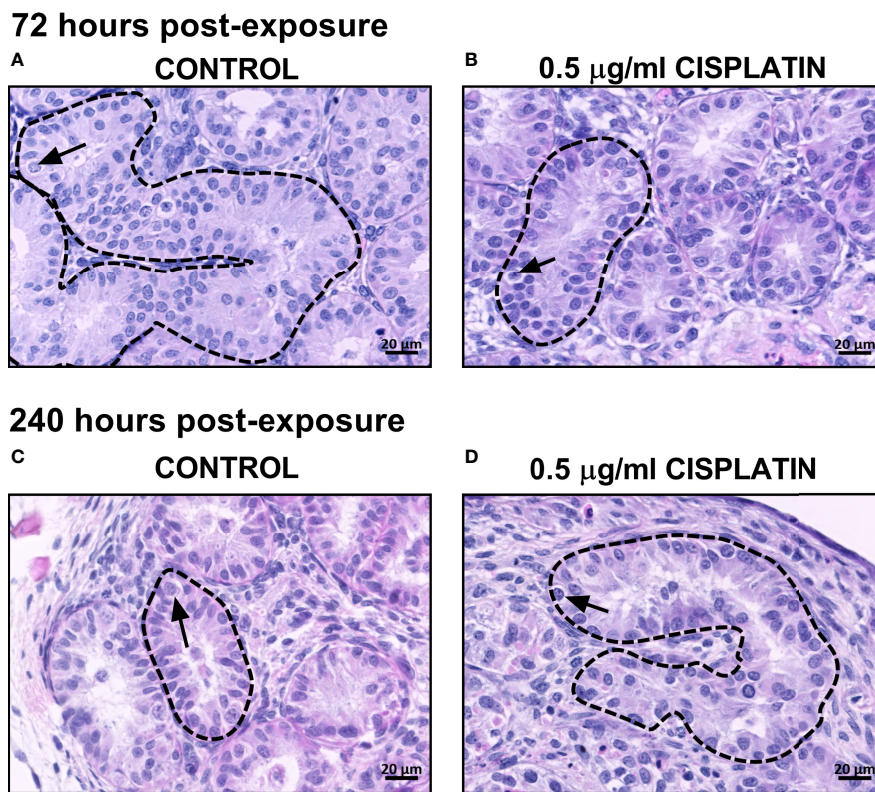 72 hours post-exposure
A
CONTROL
B
0.5 μg/ml CISPLATIN
20 μm
20 μm
240 hours post-exposure
C
CONTROL
D
0.5 μg/ml CISPLATIN
20 μm
20 μm